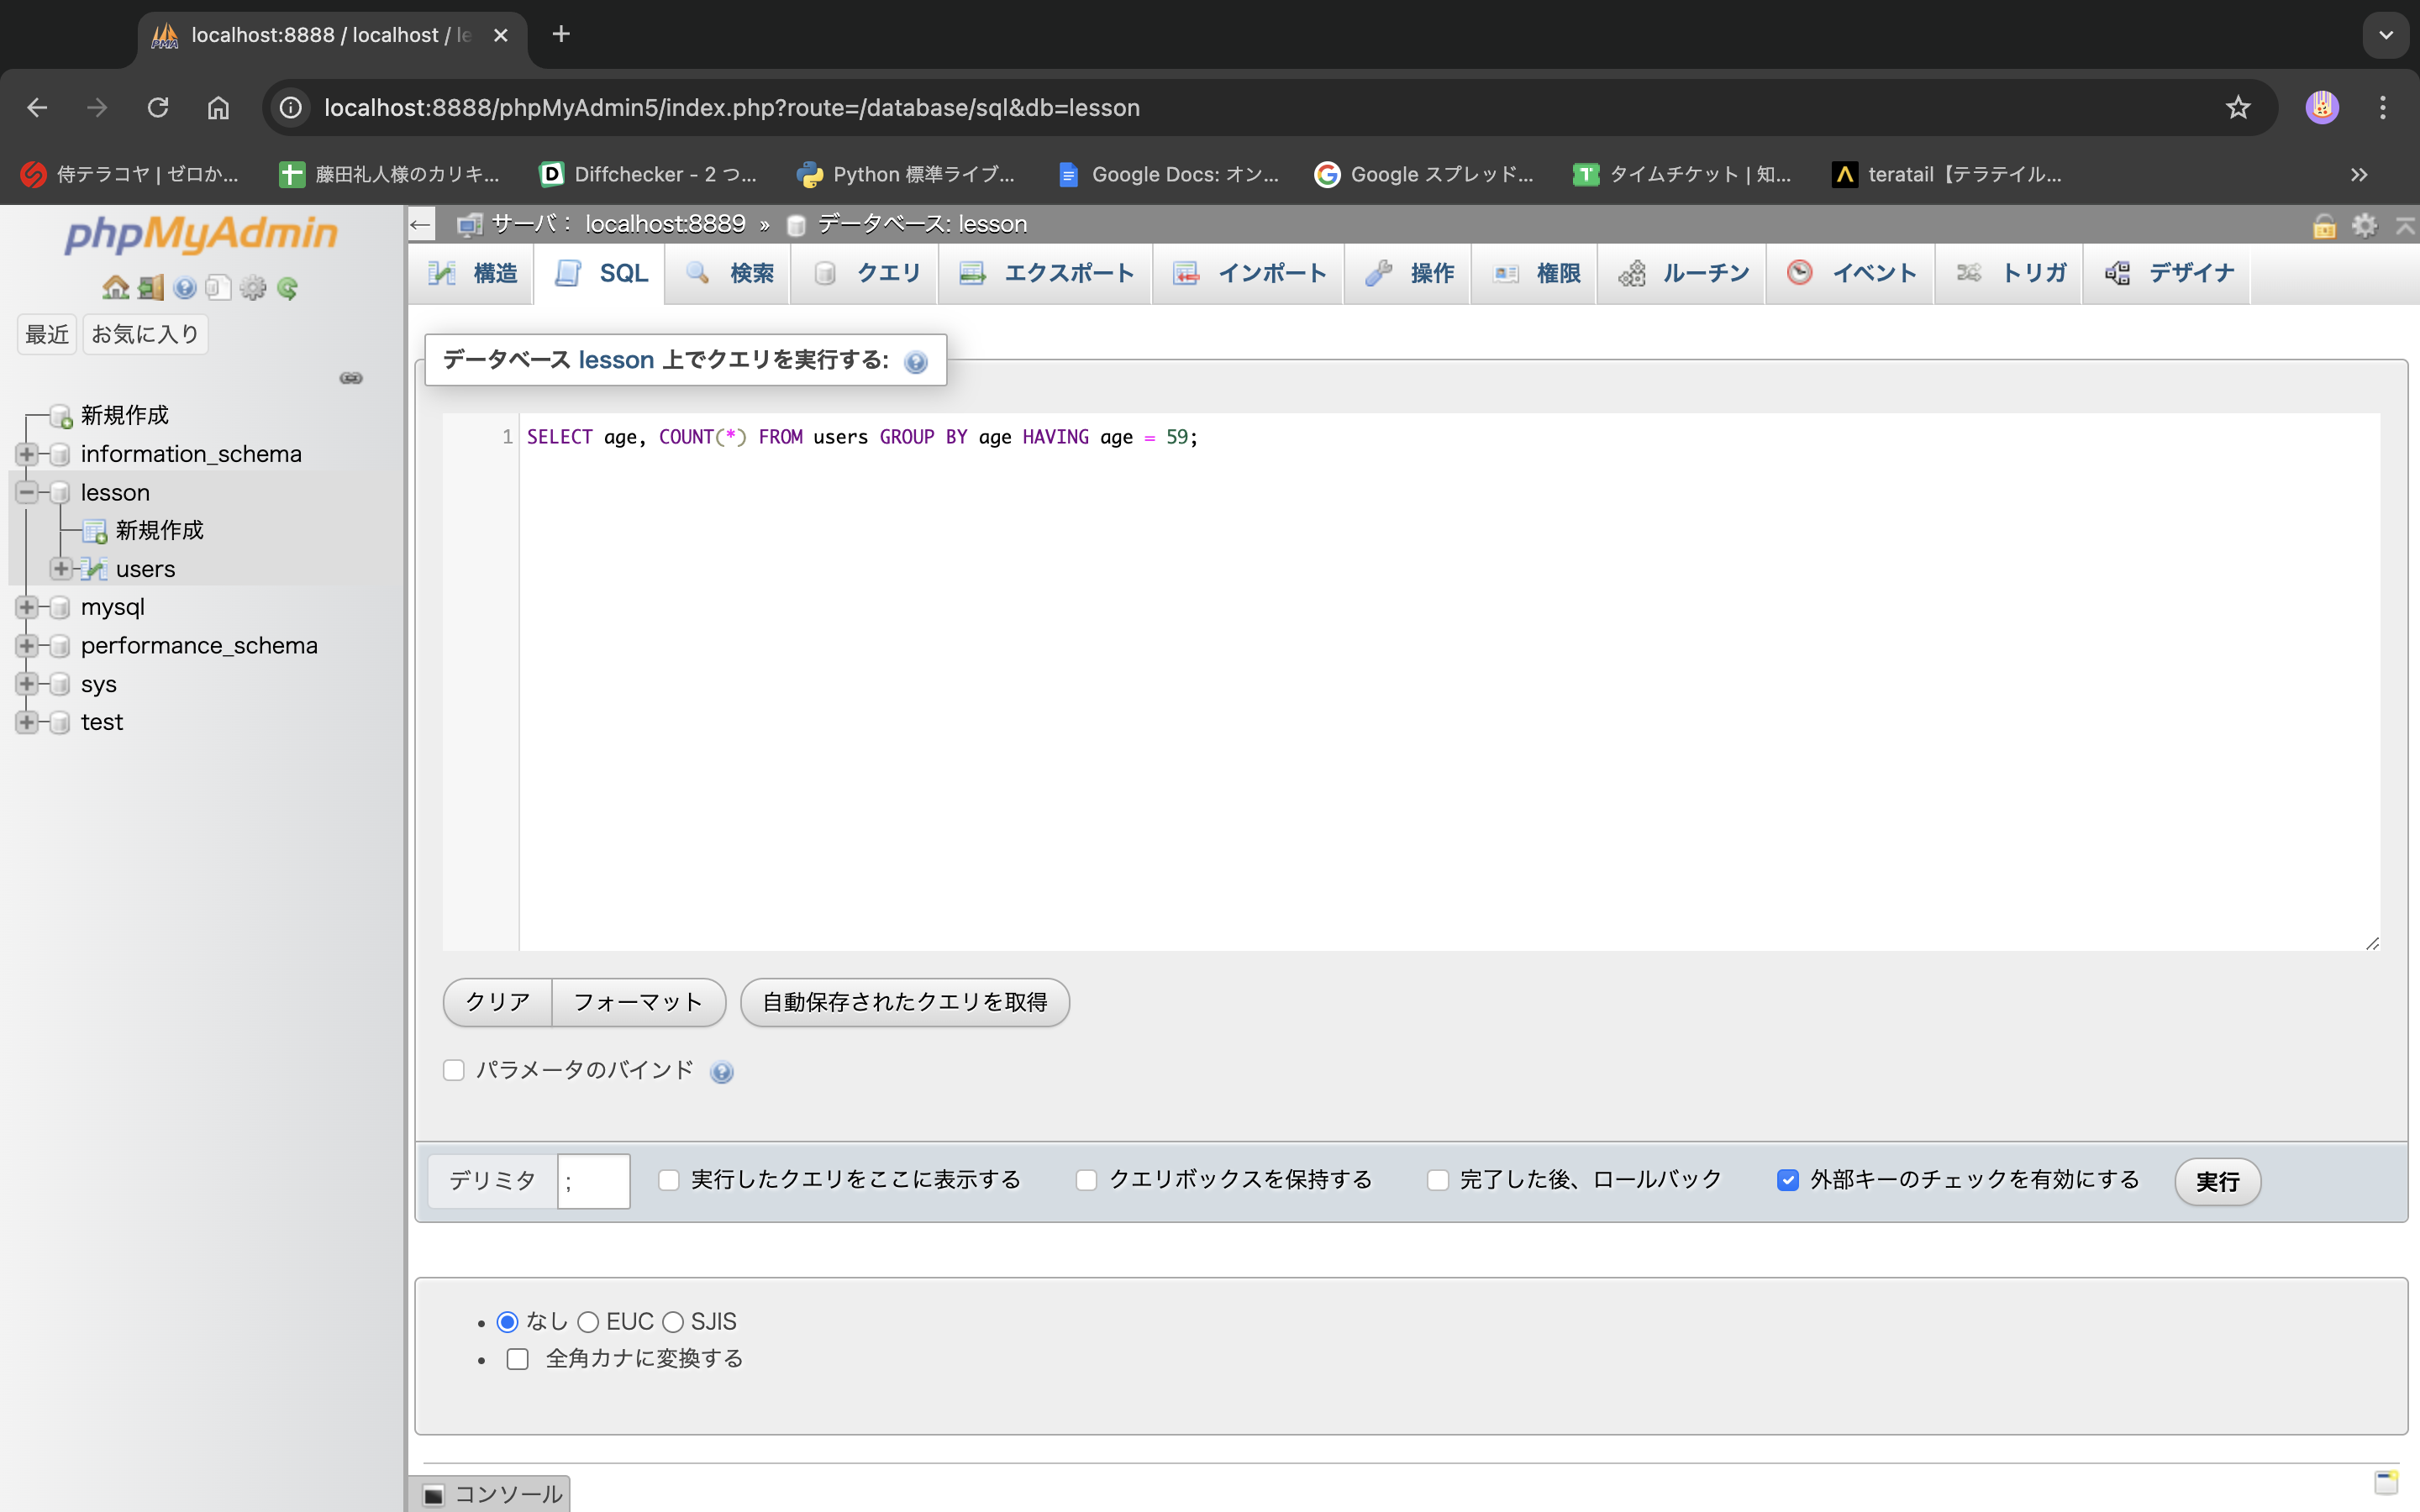 localhost:8888 / localhost / le
localhost:8888/phpMyAdmin5/index.php?route=/database/sql&db=lesson
侍テラコヤ | ゼロか... 藤田礼人様のカリキ... Diffchecker - 2 つ... Python 標準ライブ... Google Docs: オン... Google スプレッド... タイムチケット | 知... teratail【テラテイル...
phpMyAdmin
最近 お気に入り
新規作成
information_schema
lesson
新規作成
users
mysql
performance_schema
sys
test
サーバ: localhost:8889 » データベース: lesson
構造 SQL 検索 クエリ エクスポート インポート 操作 権限 ルーチン イベント トリガ デザイナ
データベース lesson 上でクエリを実行する:
1 SELECT age, COUNT(*) FROM users GROUP BY age HAVING age = 59;
クリア フォーマット 自動保存されたクエリを取得
パラメータのバインド
デリミタ ; 実行したクエリをここに表示する クエリボックスを保持する 完了した後、ロールバック 外部キーのチェックを有効にする 実行
• なし EUC SJIS
• 全角カナに変換する
コンソール